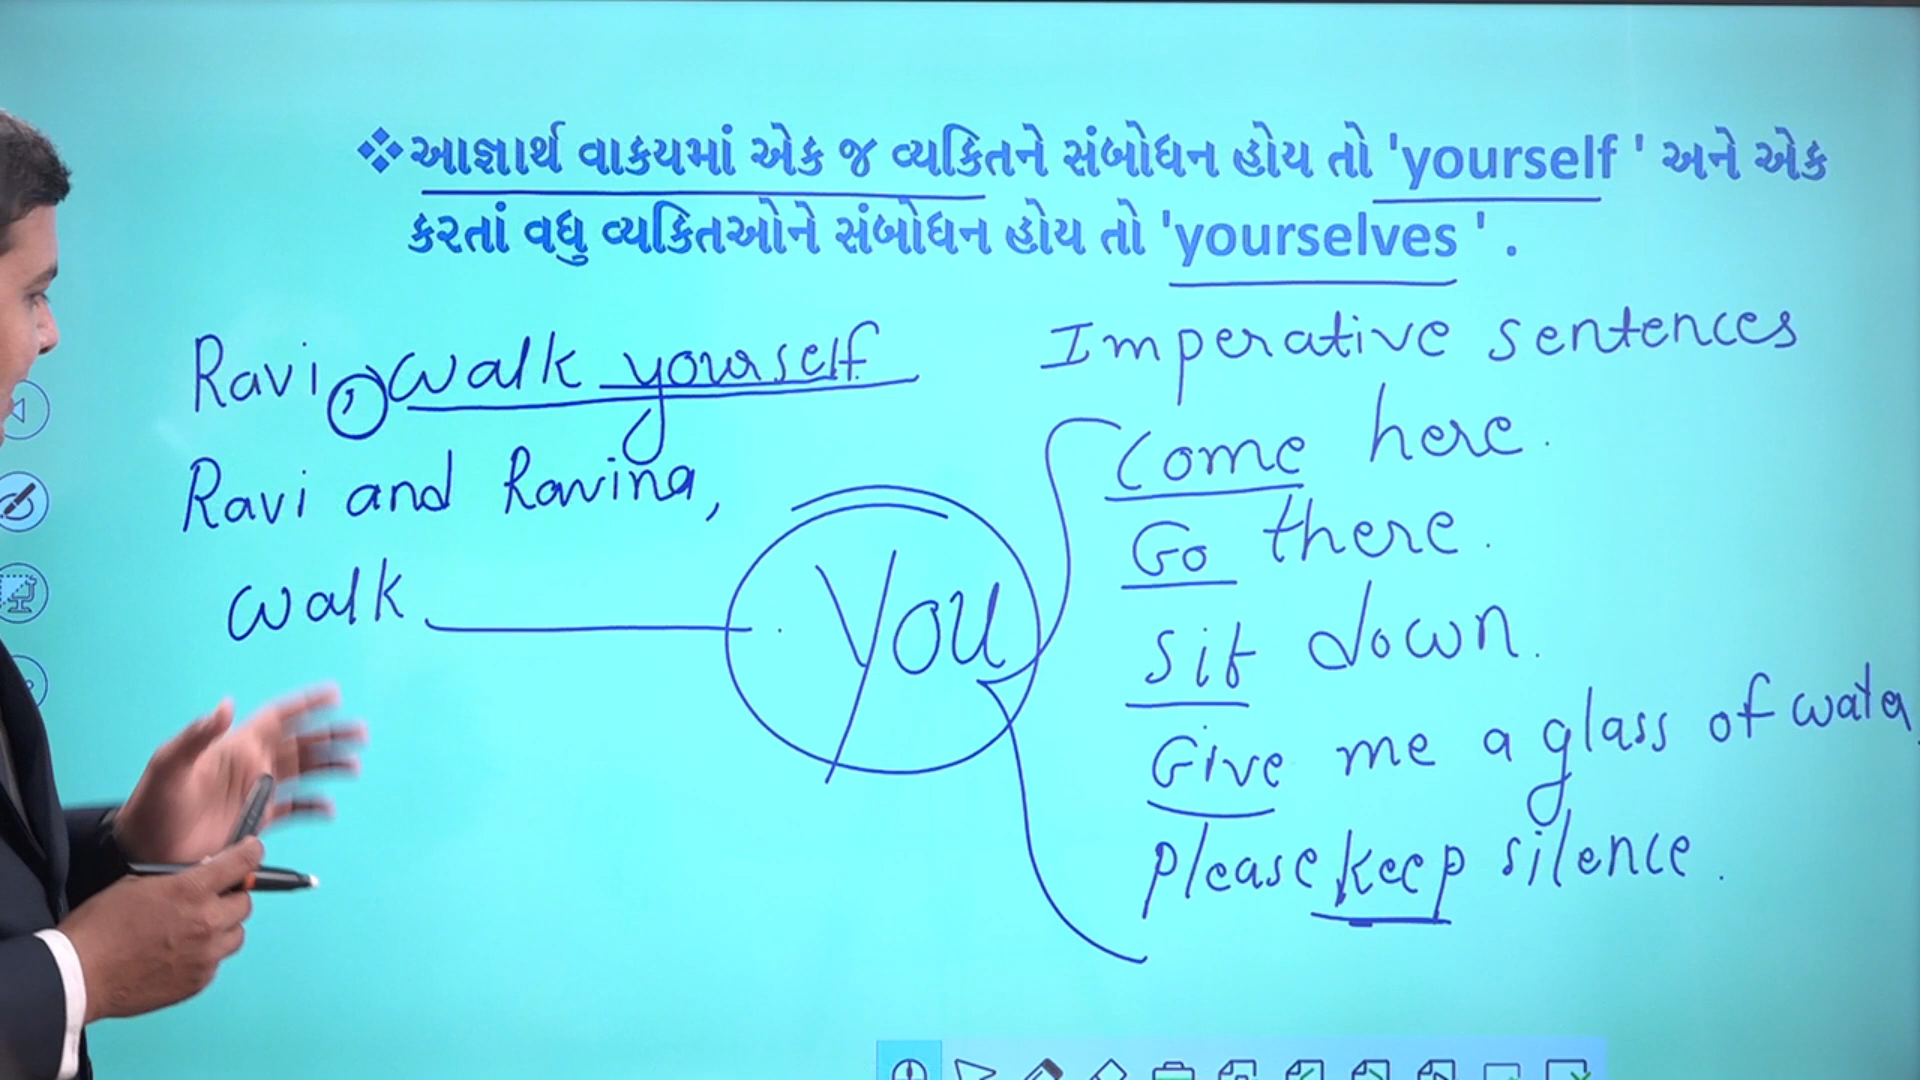 ❖આજ્ઞાર્થ વાકયમાં એક જ વ્યકિતને સંબોધન હોય તો 'yourself ' અને એક
કરતાં વધુ વ્યકિતઓને સંબોધન હોય તો 'yourselves ' .
Ravi, walk yourself
Ravi and Ravina,
walk ______ .
You
Imperative sentences
Come here.
Go there.
Sit down.
Give me a glass of water.
please keep silence.